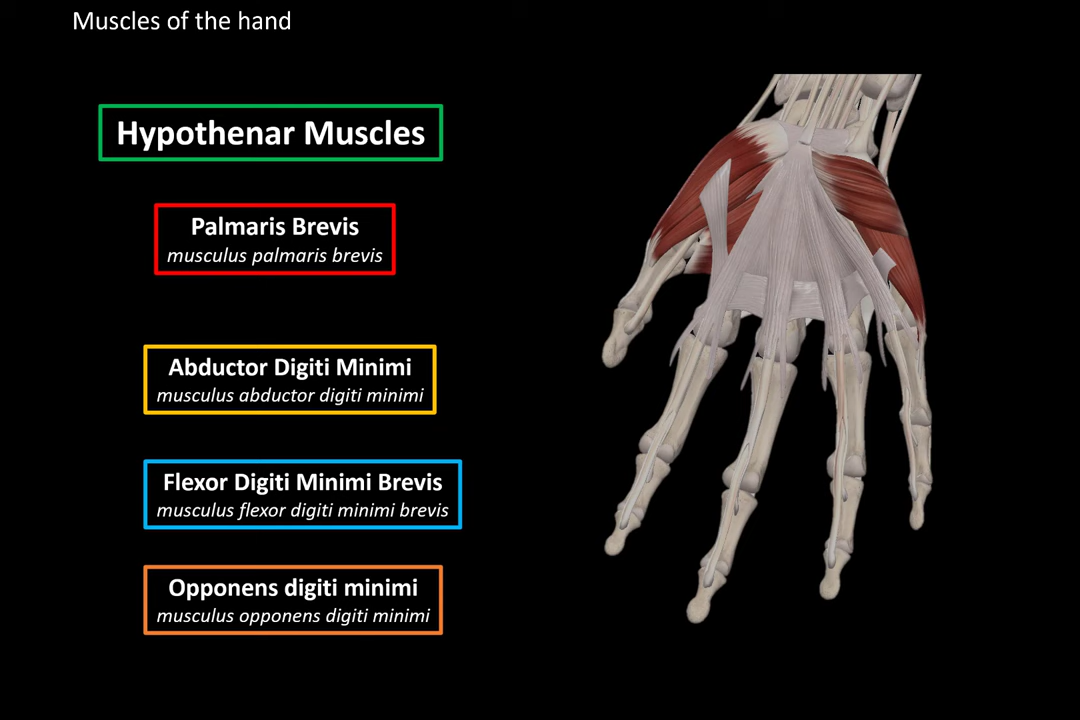 Muscles of the hand
Hypothenar Muscles
Palmaris Brevis
musculus palmaris brevis
Abductor Digiti Minimi
musculus abductor digiti minimi
Flexor Digiti Minimi Brevis
musculus flexor digiti minimi brevis
Opponens digiti minimi
musculus opponens digiti minimi